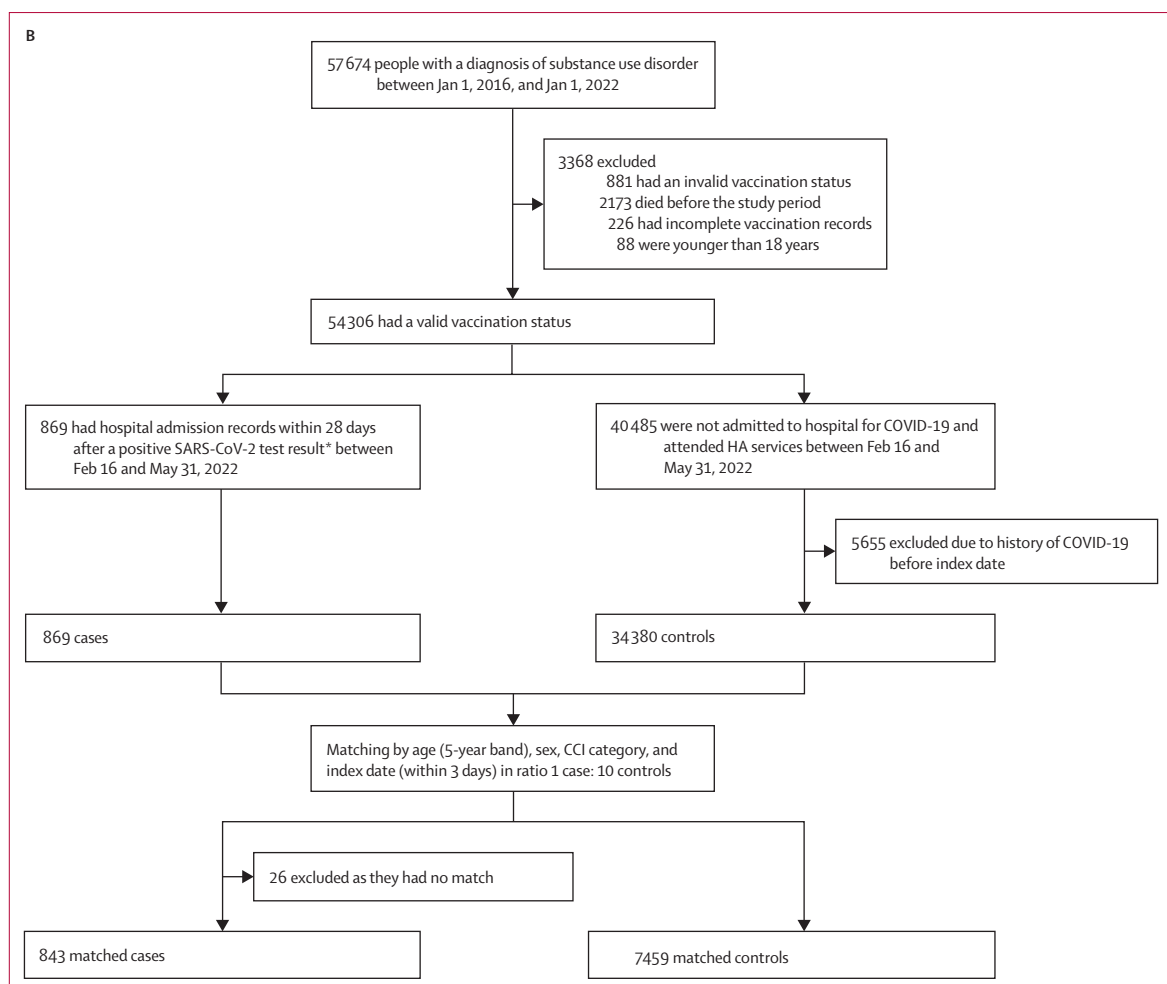 B
57 674 people with a diagnosis of substance use disorder
between Jan 1, 2016, and Jan 1, 2022
3368 excluded
881 had an invalid vaccination status
2173 died before the study period
226 had incomplete vaccination records
88 were younger than 18 years
54 306 had a valid vaccination status
869 had hospital admission records within 28 days
after a positive SARS-CoV-2 test result* between
Feb 16 and May 31, 2022
40 485 were not admitted to hospital for COVID-19 and
attended HA services between Feb 16 and
May 31, 2022
5655 excluded due to history of COVID-19
before index date
869 cases
34 380 controls
Matching by age (5-year band), sex, CCI category, and
index date (within 3 days) in ratio 1 case: 10 controls
26 excluded as they had no match
843 matched cases
7459 matched controls